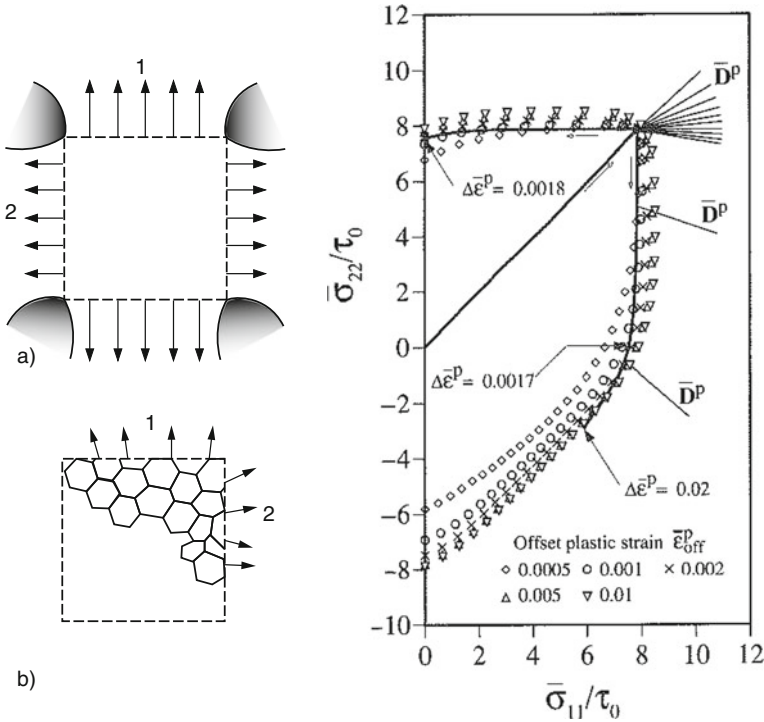 1
2
a)
1
2
b)
12
10
8
6
4
2
0
−2
−4
−6
−8
−10
σ̄₂₂/τ₀
D̄ᵖ
Δε̄ᵖ = 0.0018
D̄ᵖ
Δε̄ᵖ = 0.0017
D̄ᵖ
Δε̄ᵖ = 0.02
Offset plastic strain ε̄ᵖoff
◇ 0.0005 ○ 0.001 × 0.002
△ 0.005 ▽ 0.01
0 2 4 6 8 10 12
σ̄₁₁/τ₀